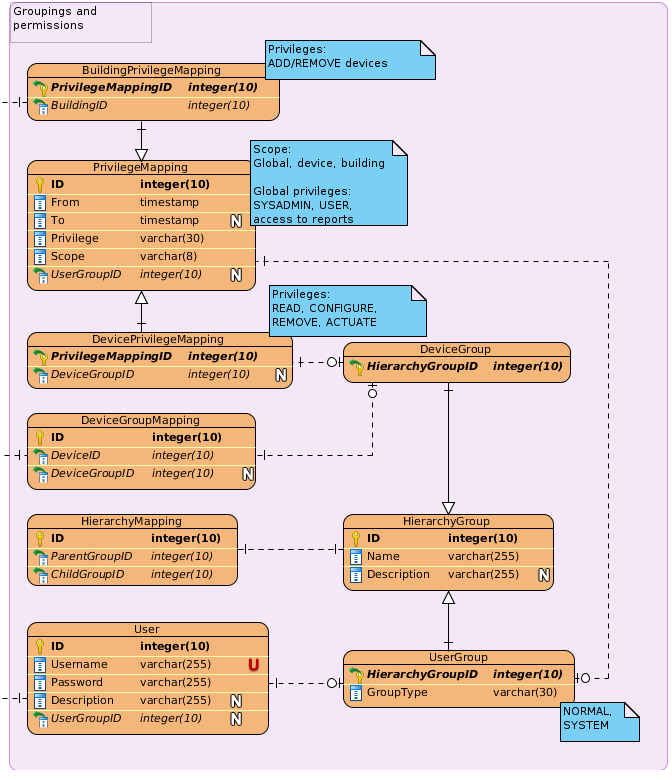 Groupings and
permissions
Privileges:
ADD/REMOVE devices
BuildingPrivilegeMapping
PrivilegeMappingID integer(10)
BuildingID integer(10)
Scope:
Global, device, building
Global privileges:
SYSADMIN, USER,
access to reports
PrivilegeMapping
ID integer(10)
From timestamp
To timestamp N
Privilege varchar(30)
Scope varchar(8)
UserGroupID integer(10) N
Privileges:
READ, CONFIGURE,
REMOVE, ACTUATE
DevicePrivilegeMapping
PrivilegeMappingID integer(10)
DeviceGroupID integer(10) N
DeviceGroup
HierarchyGroupID integer(10)
DeviceGroupMapping
ID integer(10)
DeviceID integer(10)
DeviceGroupID integer(10) N
HierarchyMapping
ID integer(10)
ParentGroupID integer(10)
ChildGroupID integer(10)
HierarchyGroup
ID integer(10)
Name varchar(255)
Description varchar(255) N
User
ID integer(10)
Username varchar(255) U
Password varchar(255)
Description varchar(255) N
UserGroupID integer(10) N
UserGroup
HierarchyGroupID integer(10)
GroupType varchar(30)
NORMAL,
SYSTEM